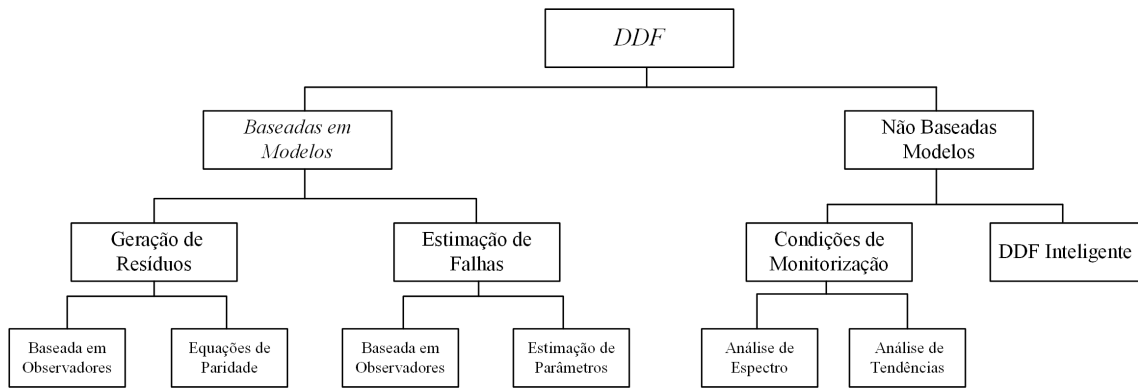 DDF
Baseadas em
Modelos
Não Baseadas
Modelos
Geração de
Resíduos
Estimação de
Falhas
Condições de
Monitorização
DDF Inteligente
Baseada em
Observadores
Equações de
Paridade
Baseada em
Observadores
Estimação de
Parâmetros
Análise de
Espectro
Análise de
Tendências